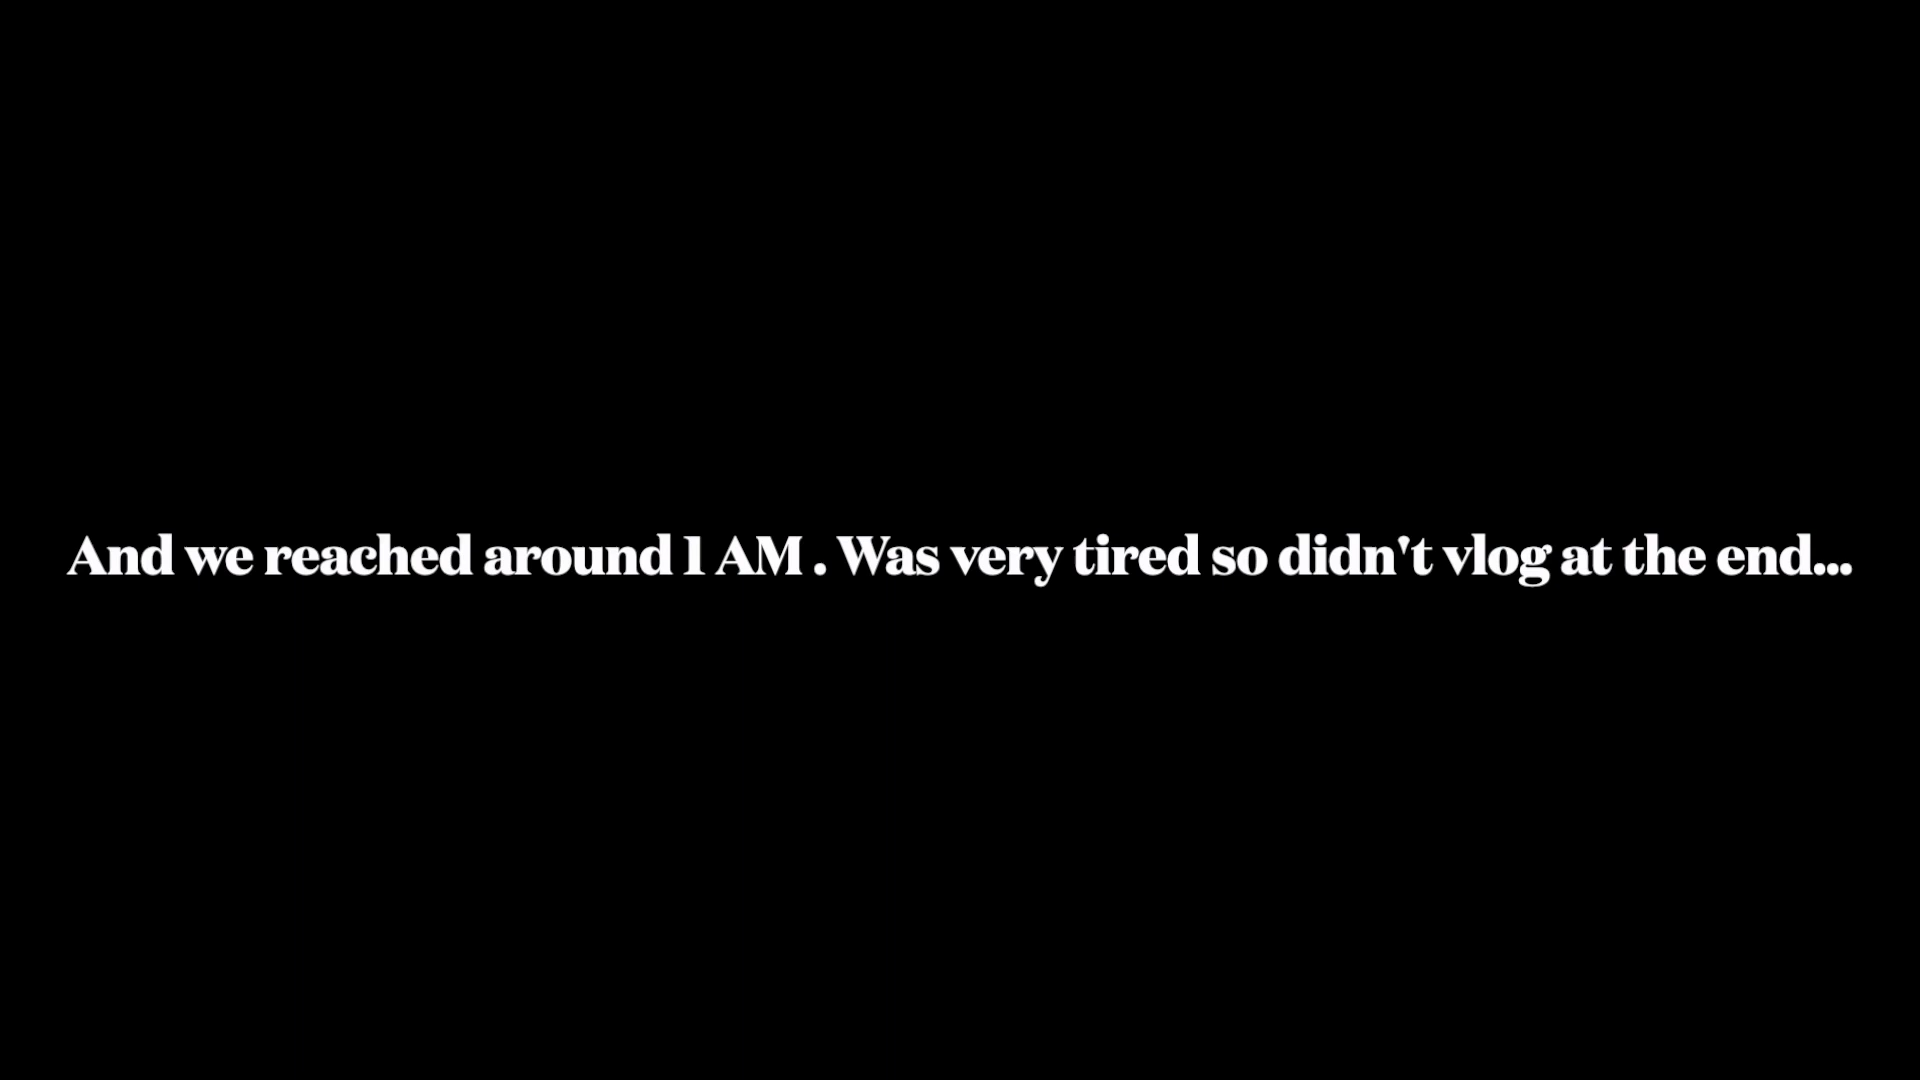 And we reached around 1 AM . Was very tired so didn't vlog at the end...